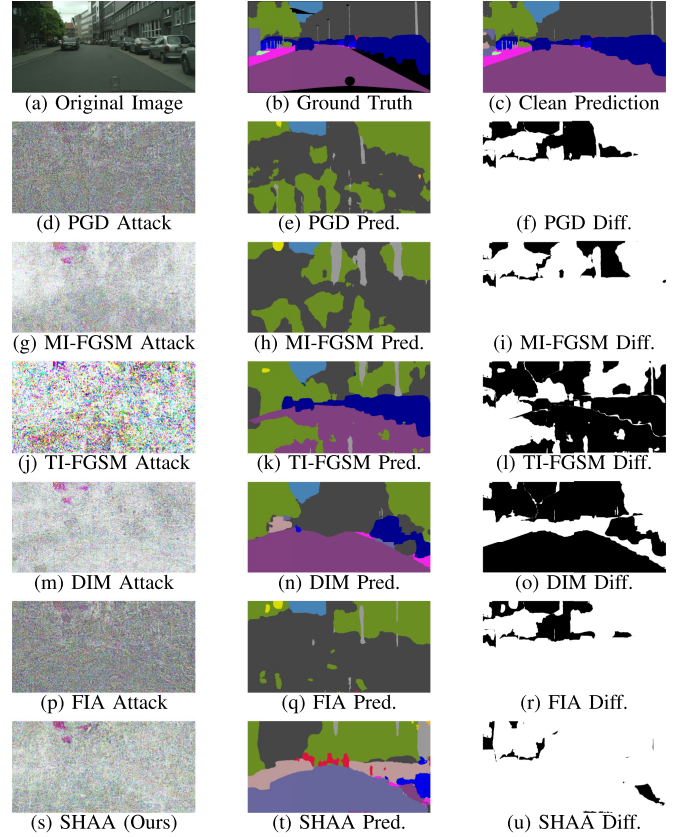 (a) Original Image
(b) Ground Truth
(c) Clean Prediction
(d) PGD Attack
(e) PGD Pred.
(f) PGD Diff.
(g) MI-FGSM Attack
(h) MI-FGSM Pred.
(i) MI-FGSM Diff.
(j) TI-FGSM Attack
(k) TI-FGSM Pred.
(l) TI-FGSM Diff.
(m) DIM Attack
(n) DIM Pred.
(o) DIM Diff.
(p) FIA Attack
(q) FIA Pred.
(r) FIA Diff.
(s) SHAA (Ours)
(t) SHAA Pred.
(u) SHAA Diff.